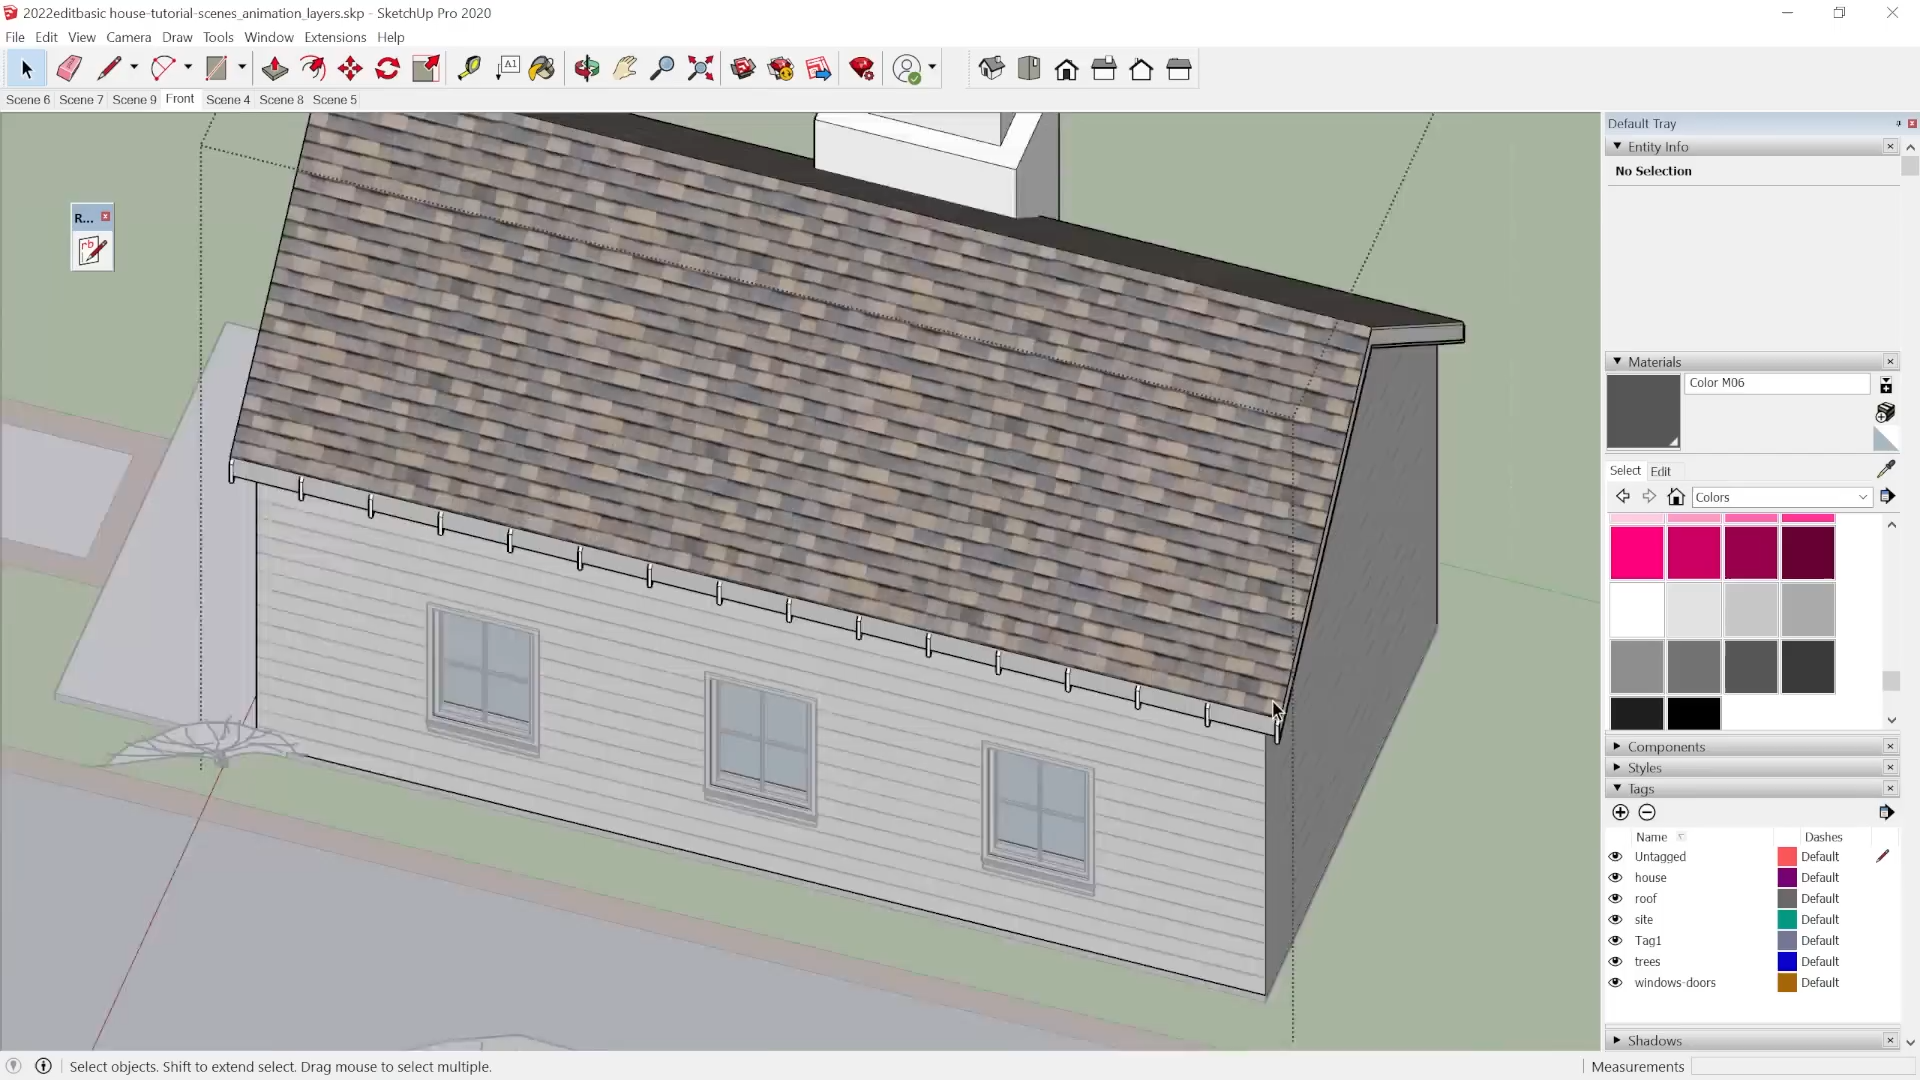 2022editbasic house-tutorial-scenes_animation_layers.skp - SketchUp Pro 2020
File Edit View Camera Draw Tools Window Extensions Help
A1
Scene 6 Scene 7 Scene 9 Front Scene 4 Scene 8 Scene 5
Default Tray
Entity Info
No Selection
R...
rb
Materials
Color M06
Select Edit
Colors
Components
Styles
Tags
Name Dashes
Untagged Default
house Default
roof Default
site Default
Tag1 Default
trees Default
windows-doors Default
Shadows
Select objects. Shift to extend select. Drag mouse to select multiple.
Measurements